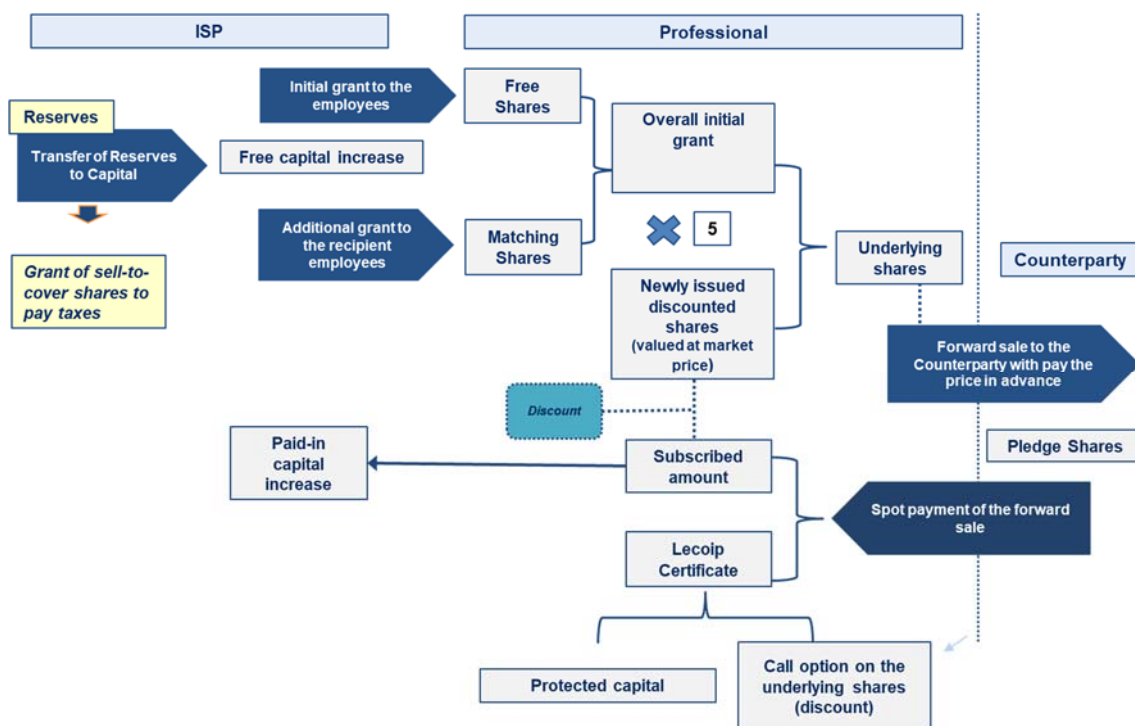 ISP
Professional
Initial grant to the
employees
Free
Shares
Reserves
Transfer of Reserves
to Capital
Free capital increase
Overall initial
grant
Additional grant to
the recipient
employees
Matching
Shares
5
Underlying
shares
Counterparty
Grant of sell-to-
cover shares to
pay taxes
Newly issued
discounted
shares
(valued at market
price)
Forward sale to the
Counterparty with pay the
price in advance
Discount
Paid-in
capital
increase
Subscribed
amount
Pledge Shares
Spot payment of the forward
sale
Lecoip
Certificate
Protected capital
Call option on the
underlying shares
(discount)